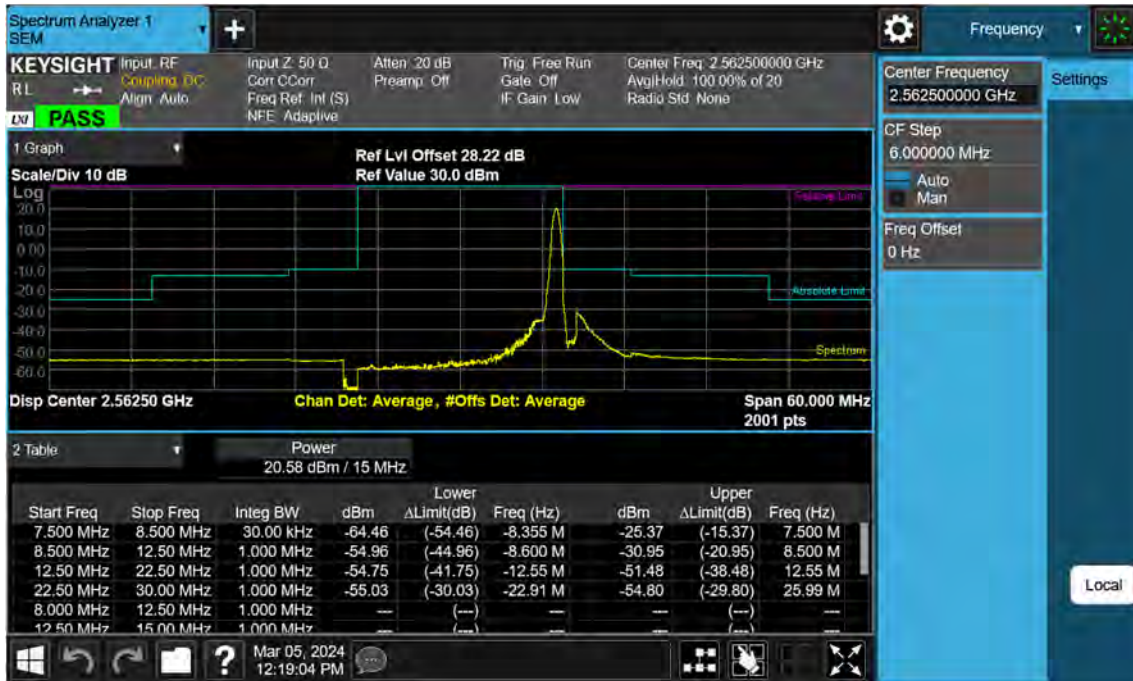 Spectrum Analyzer 1
SEM
+
Frequency
KEYSIGHT Input: RF Input Z: 50 Ω Atten: 20 dB Trig: Free Run Center Freq: 2.562500000 GHz
RL Coupling: DC Corr CCorr Preamp: Off Gate: Off Avg|Hold: 100.00% of 20
Align: Auto Freq Ref: Int (S) IF Gain: Low Radio Std: None
LXI PASS NFE: Adaptive
Center Frequency
2.562500000 GHz
Settings
CF Step
6.000000 MHz
Auto
Man
Freq Offset
0 Hz
Local
1 Graph
Ref Lvl Offset 28.22 dB
Scale/Div 10 dB Ref Value 30.0 dBm
Log
Relative Limit
20.0
10.0
0.00
-10.0
-20.0
Absolute Limit
-30.0
-40.0
-50.0
Spectrum
-60.0
Disp Center 2.56250 GHz Chan Det: Average, #Offs Det: Average Span 60.000 MHz
2001 pts
2 Table
Power
20.58 dBm / 15 MHz
Lower Upper
Start Freq Stop Freq Integ BW dBm ΔLimit(dB) Freq (Hz) dBm ΔLimit(dB) Freq (Hz)
7.500 MHz 8.500 MHz 30.00 kHz -64.46 (-54.46) -8.355 M -25.37 (-15.37) 7.500 M
8.500 MHz 12.50 MHz 1.000 MHz -54.96 (-44.96) -8.600 M -30.95 (-20.95) 8.500 M
12.50 MHz 22.50 MHz 1.000 MHz -54.75 (-41.75) -12.55 M -51.48 (-38.48) 12.55 M
22.50 MHz 30.00 MHz 1.000 MHz -55.03 (-30.03) -22.91 M -54.80 (-29.80) 25.99 M
8.000 MHz 12.50 MHz 1.000 MHz --- (---) --- --- (---) ---
12.50 MHz 15.00 MHz 1.000 MHz --- (---) --- --- (---) ---
? Mar 05, 2024
12:19:04 PM